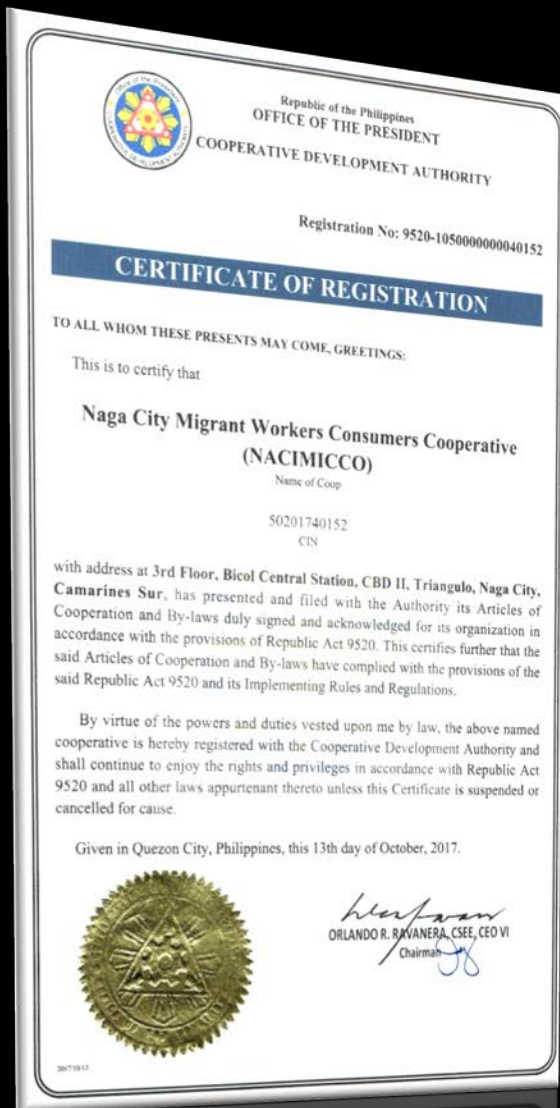 Republic of the Philippines
OFFICE OF THE PRESIDENT
COOPERATIVE DEVELOPMENT AUTHORITY
Registration No: 9520-1050000000040152
CERTIFICATE OF REGISTRATION
TO ALL WHOM THESE PRESENTS MAY COME, GREETINGS:
This is to certify that
Naga City Migrant Workers Consumers Cooperative
(NACIMICCO)
Name of Coop
50201740152
CIN
with address at 3rd Floor, Bicol Central Station, CBD II, Triangulo, Naga City,
Camarines Sur, has presented and filed with the Authority its Articles of
Cooperation and By-laws duly signed and acknowledged for its organization in
accordance with the provisions of Republic Act 9520. This certifies further that the
said Articles of Cooperation and By-laws have complied with the provisions of the
said Republic Act 9520 and its Implementing Rules and Regulations.
By virtue of the powers and duties vested upon me by law, the above named
cooperative is hereby registered with the Cooperative Development Authority and
shall continue to enjoy the rights and privileges in accordance with Republic Act
9520 and all other laws appurtenant thereto unless this Certificate is suspended or
cancelled for cause.
Given in Quezon City, Philippines, this 13th day of October, 2017.
ORLANDO R. RAVANERA, CSEE, CEO VI
Chairman
2017/10/13